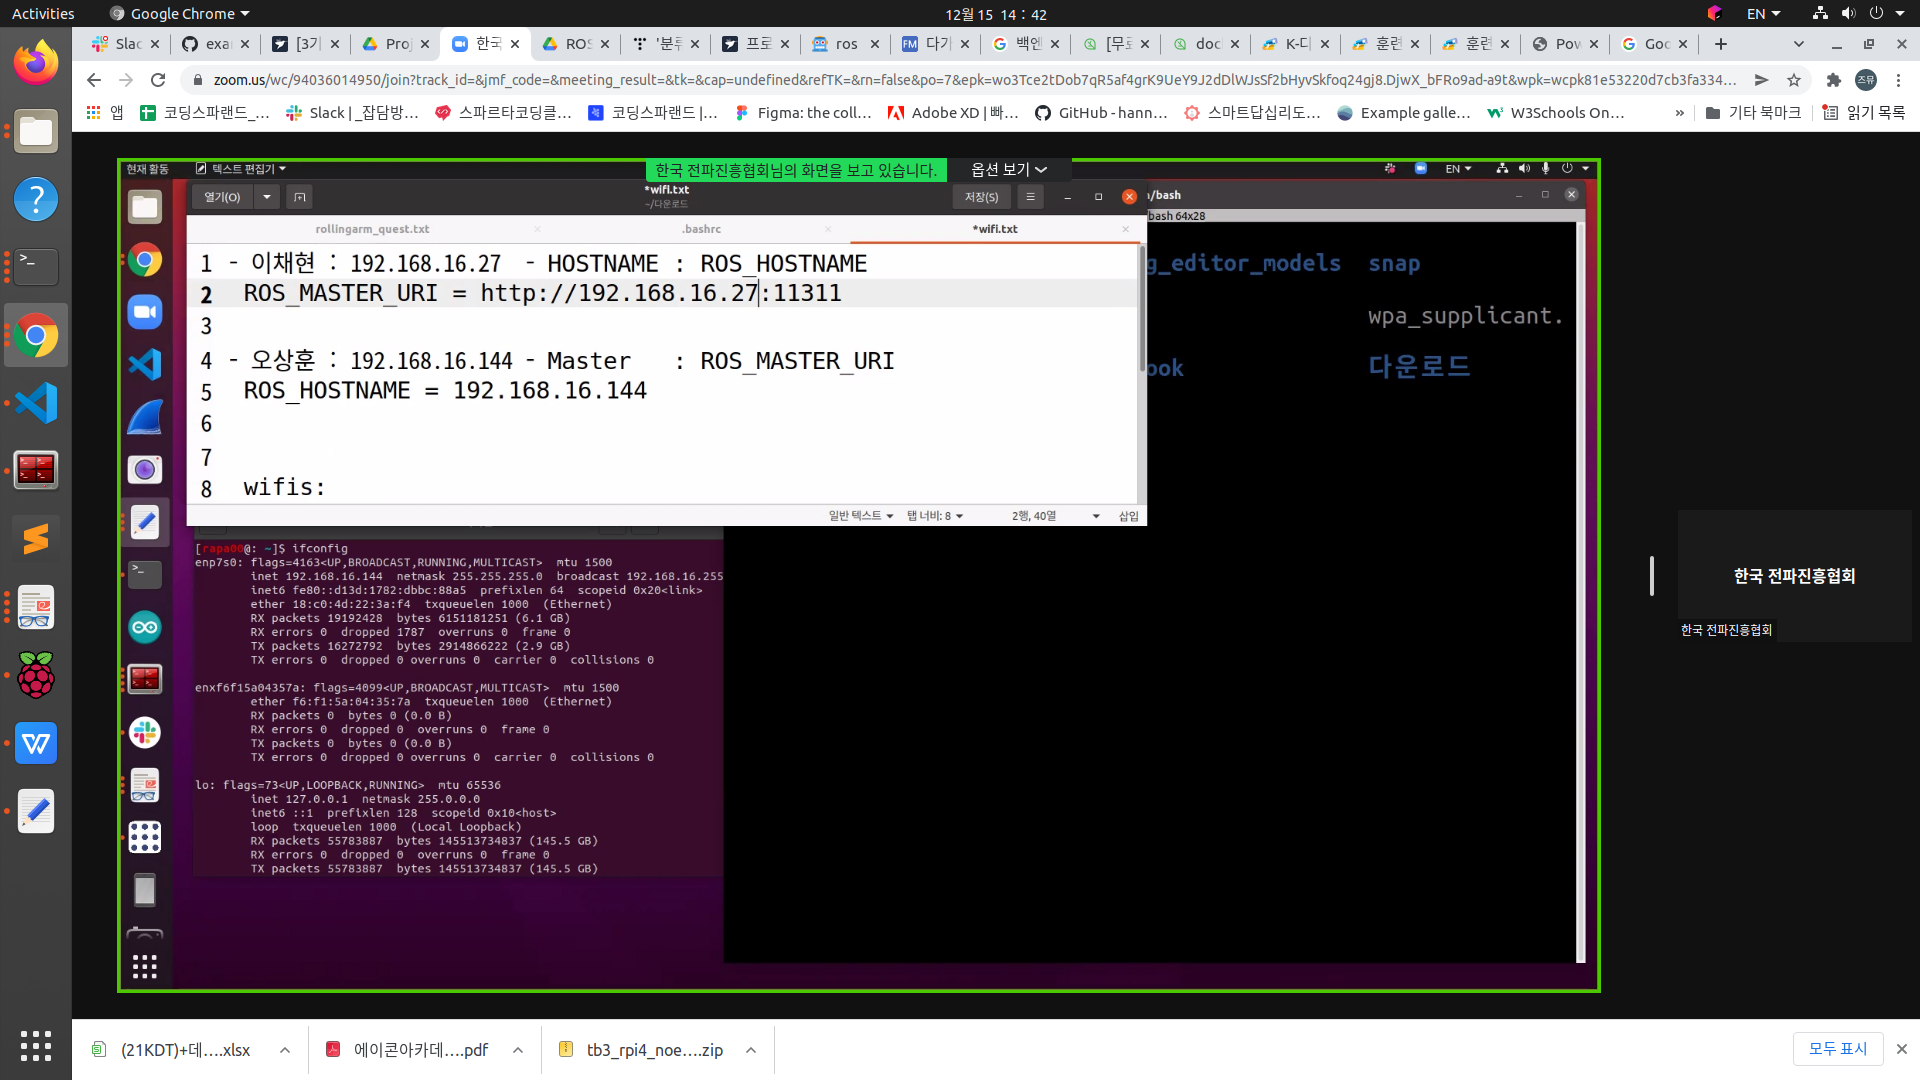 Activities
Google Chrome
12월 15 14 : 42
EN
Slac
exa
[3기
Pro
한국
ROS
'분류
프로
ros
다기
백엔
[무료
doc
K-디
훈련
훈련
Pow
Goo
zoom.us/wc/94036014950/join?track_id=&jmf_code=&meeting_result=&tk=&cap=undefined&refTK=&rn=false&po=7&epk=wo3Tce2tDob7qR5af4grK9UeY9J2dDlWJsSf2bHyvSkfoq24gj8.DjwX_bFRo9ad-a9t&wpk=wcpk81e53220d7cb3fa334…
즈뮤
앱
코딩스파랜드_…
Slack | _잡담방…
스파르타코딩클…
코딩스파랜드 |…
Figma: the coll…
Adobe XD | 빠…
GitHub - hann…
스마트답십리도…
Example galle…
W3Schools On…
»
기타 북마크
읽기 목록
현재 활동
텍스트 편집기
한국 전파진흥협회님의 화면을 보고 있습니다.
옵션 보기
EN
열기(O)
*wifi.txt
~/다운로드
저장(S)
n/bash
bash 64x28
rollingarm_quest.txt
.bashrc
*wifi.txt
1 - 이채현 : 192.168.16.27 - HOSTNAME : ROS_HOSTNAME
2 ROS_MASTER_URI = http://192.168.16.27:11311
3
4 - 오상훈 : 192.168.16.144 - Master : ROS_MASTER_URI
5 ROS_HOSTNAME = 192.168.16.144
6
7
8 wifis:
일반 텍스트
탭 너비: 8
2행, 40열
삽입
g_editor_models snap
wpa_supplicant.
ook 다운로드
[rapa00@: ~]$ ifconfig
enp7s0: flags=4163<UP,BROADCAST,RUNNING,MULTICAST> mtu 1500
inet 192.168.16.144 netmask 255.255.255.0 broadcast 192.168.16.255
inet6 fe80::d13d:1782:dbbc:88a5 prefixlen 64 scopeid 0x20<link>
ether 18:c0:4d:22:3a:f4 txqueuelen 1000 (Ethernet)
RX packets 19192428 bytes 6151181251 (6.1 GB)
RX errors 0 dropped 1787 overruns 0 frame 0
TX packets 16272792 bytes 2914866222 (2.9 GB)
TX errors 0 dropped 0 overruns 0 carrier 0 collisions 0
enxf6f15a04357a: flags=4099<UP,BROADCAST,MULTICAST> mtu 1500
ether f6:f1:5a:04:35:7a txqueuelen 1000 (Ethernet)
RX packets 0 bytes 0 (0.0 B)
RX errors 0 dropped 0 overruns 0 frame 0
TX packets 0 bytes 0 (0.0 B)
TX errors 0 dropped 0 overruns 0 carrier 0 collisions 0
lo: flags=73<UP,LOOPBACK,RUNNING> mtu 65536
inet 127.0.0.1 netmask 255.0.0.0
inet6 ::1 prefixlen 128 scopeid 0x10<host>
loop txqueuelen 1000 (Local Loopback)
RX packets 55783887 bytes 145513734837 (145.5 GB)
RX errors 0 dropped 0 overruns 0 frame 0
TX packets 55783887 bytes 145513734837 (145.5 GB)
한국 전파진흥협회
한국 전파진흥협회
(21KDT)+데….xlsx
에이콘아카데….pdf
tb3_rpi4_noe….zip
모두 표시